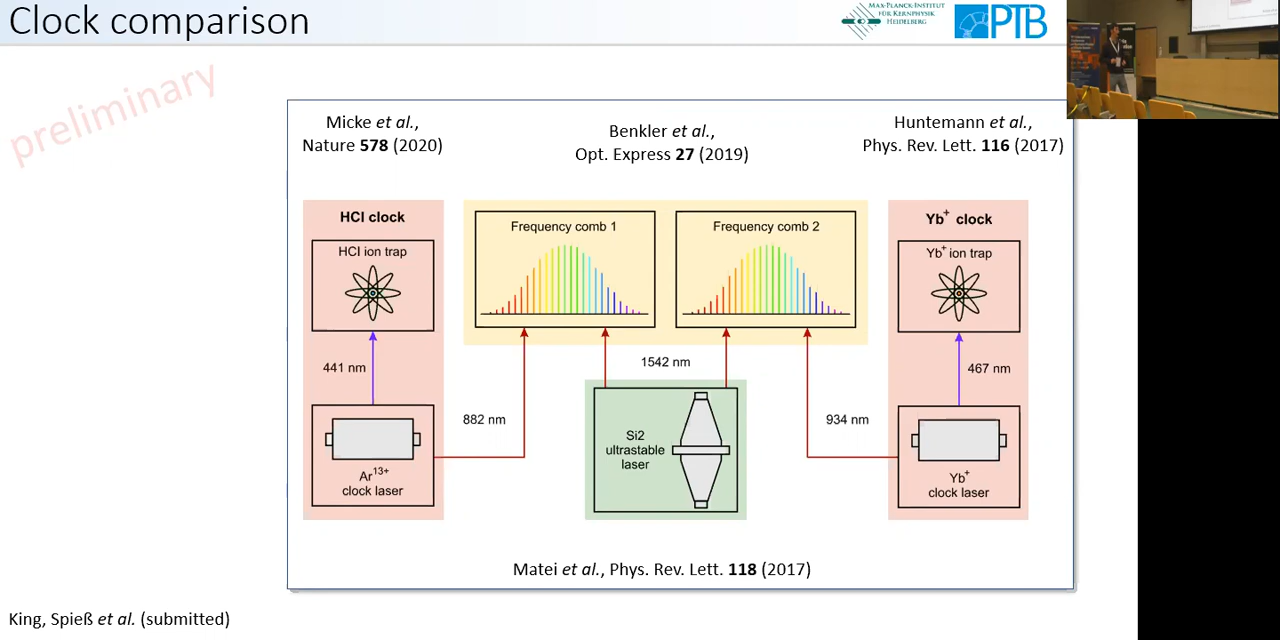 Clock comparison
MAX-PLANCK-INSTITUT
FÜR KERNPHYSIK
HEIDELBERG
PTB
preliminary
Micke et al.,
Nature 578 (2020)
Benkler et al.,
Opt. Express 27 (2019)
Huntemann et al.,
Phys. Rev. Lett. 116 (2017)
HCI clock
HCI ion trap
441 nm
Ar13+
clock laser
882 nm
Frequency comb 1
Frequency comb 2
1542 nm
Si2
ultrastable
laser
934 nm
Yb+ clock
Yb+ ion trap
467 nm
Yb+
clock laser
Matei et al., Phys. Rev. Lett. 118 (2017)
King, Spieß et al. (submitted)